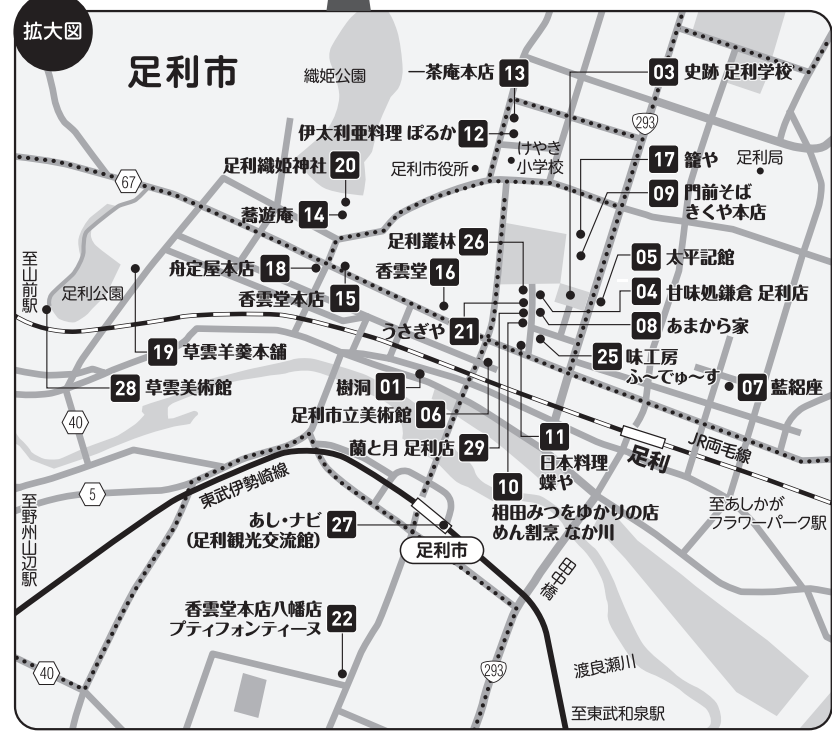 拡大図
足利市
織姫公園
一茶庵本店 13
03 史跡 足利学校
293
伊太利亜料理 ぽるか 12
けやき
小学校
17 籠や
足利局
67
足利織姫神社 20
足利市役所
09 門前そば
きくや本店
蕎遊庵 14
足利叢林 26
05 太平記館
至山前駅
足利公園
舟定屋本店 18
香雲堂 16
04 甘味処鎌倉 足利店
香雲堂本店 15
うさぎや 21
08 あまから家
19 草雲羊羹本舗
25 味工房
ふ〜でゅ〜す
28 草雲美術館
樹洞 01
07 藍絽座
40
足利市立美術館 06
蘭と月 足利店 29
11
日本料理
蝶や
足利
JR両毛線
5
東武伊勢崎線
10
相田みつをゆかりの店
めん割烹 なか川
至あしかが
フラワーパーク駅
至野州山辺駅
あし・ナビ
(足利観光交流館) 27
足利市
田中橋
香雲堂本店八幡店
プティフォンティーヌ 22
40
293
渡良瀬川
至東武和泉駅